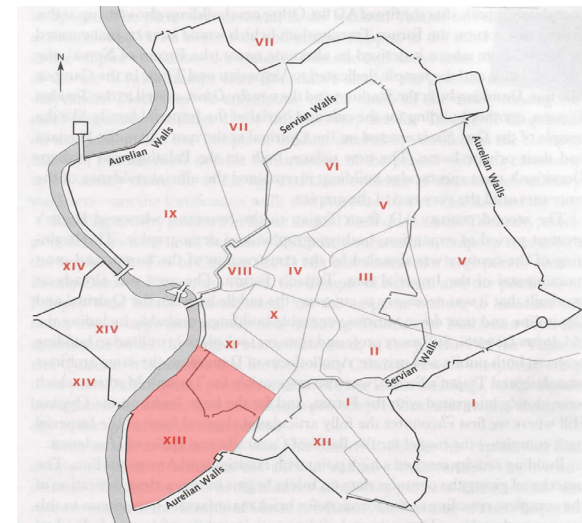 VII
N
VII
Servian Walls
Aurelian Walls
Aurelian Walls
VI
V
IX
V
XIV
VIII
IV
III
X
XIV
XI
II
XIV
Servian Walls
I
I
XIII
XII
Aurelian Walls